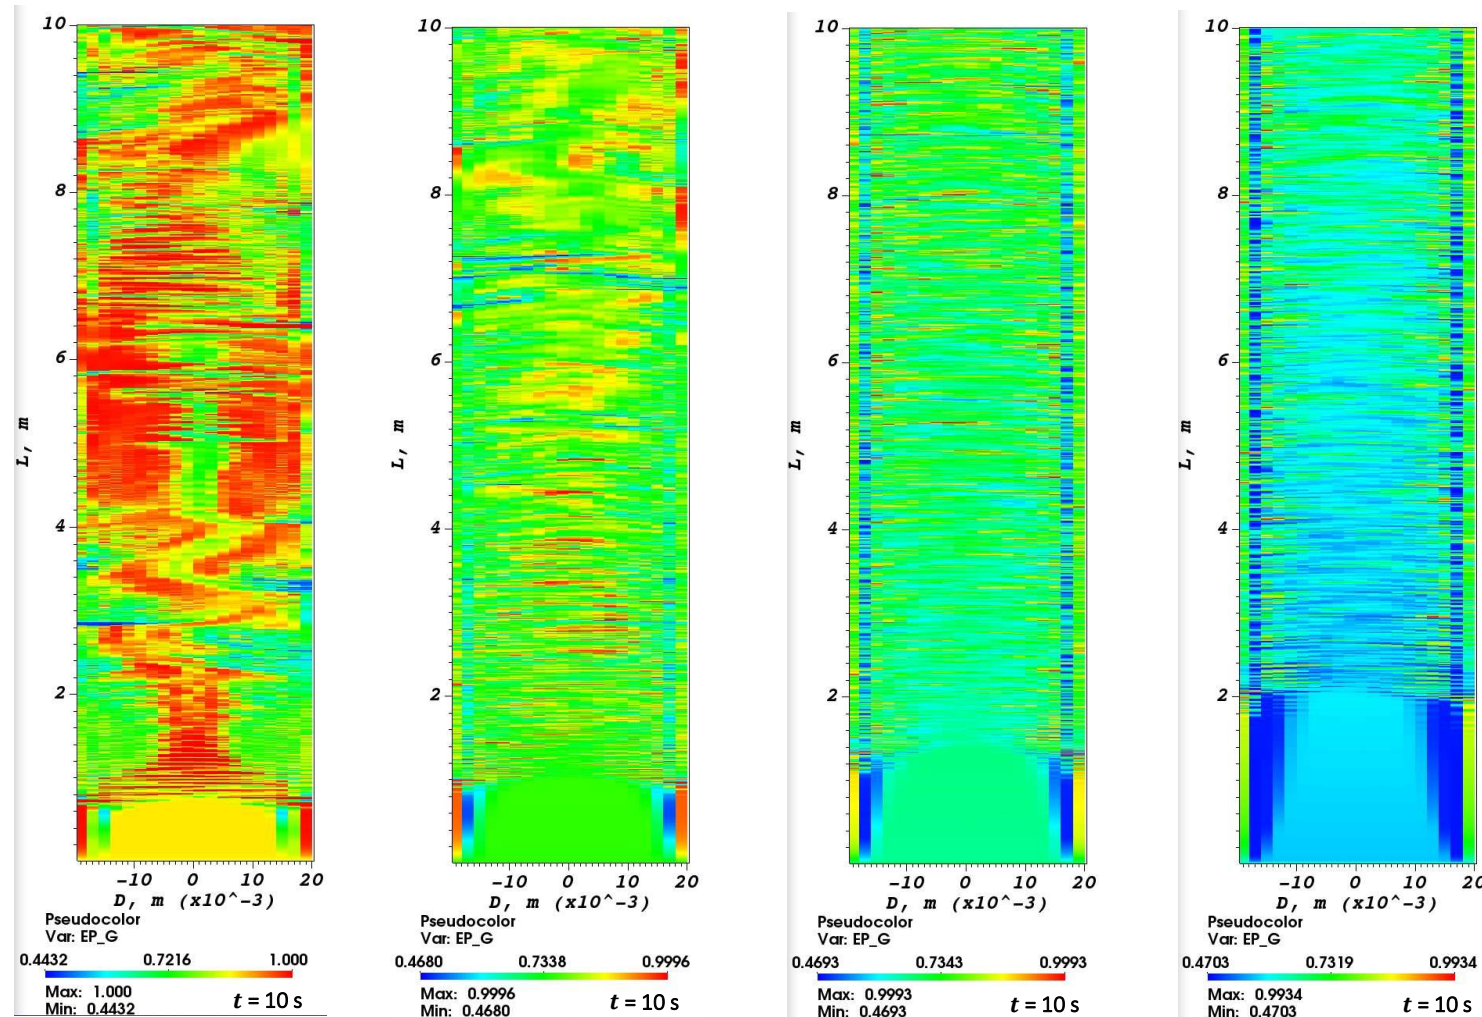 10
8
6
4
2
L, m
-10 0 10 20
D, m (x10^-3)
Pseudocolor
Var: EP_G
0.4432 0.7216 1.000
Max: 1.000
Min: 0.4432
t = 10 s
10
8
6
4
2
L, m
-10 0 10 20
D, m (x10^-3)
Pseudocolor
Var: EP_G
0.4680 0.7338 0.9996
Max: 0.9996
Min: 0.4680
t = 10 s
10
8
6
4
2
L, m
-10 0 10 20
D, m (x10^-3)
Pseudocolor
Var: EP_G
0.4693 0.7343 0.9993
Max: 0.9993
Min: 0.4693
t = 10 s
10
8
6
4
2
L, m
-10 0 10 20
D, m (x10^-3)
Pseudocolor
Var: EP_G
0.4703 0.7319 0.9934
Max: 0.9934
Min: 0.4703
t = 10 s